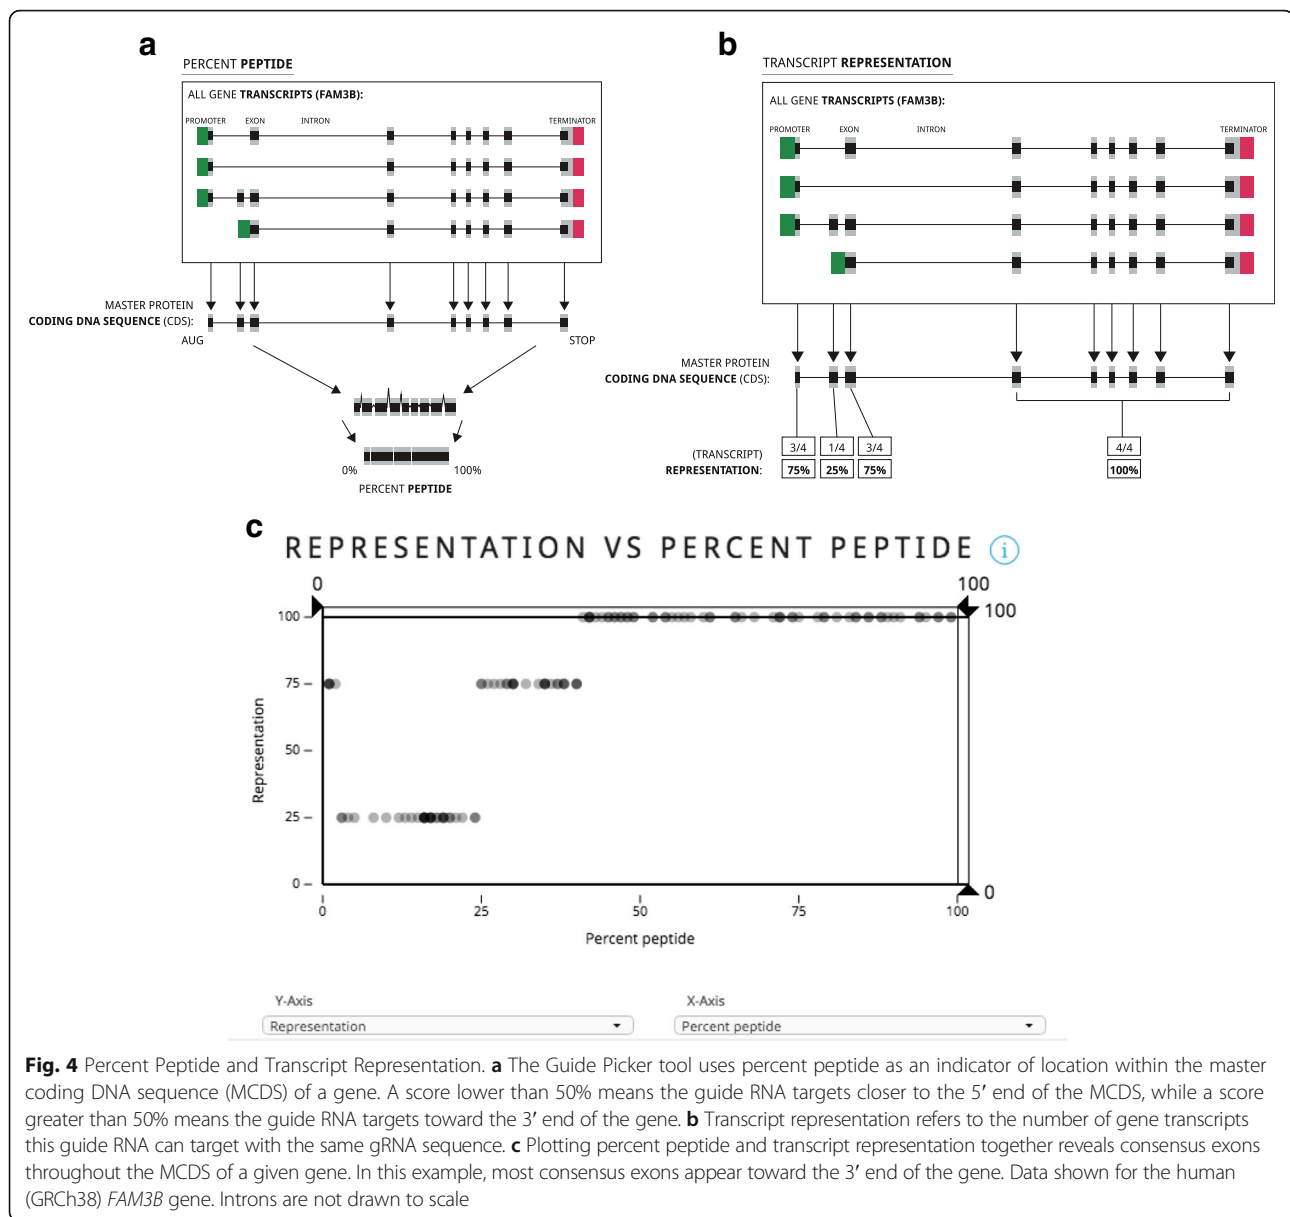 a
PERCENT PEPTIDE
ALL GENE TRANSCRIPTS (FAM3B):
PROMOTER EXON INTRON TERMINATOR
MASTER PROTEIN
CODING DNA SEQUENCE (CDS):
AUG STOP
0% 100%
PERCENT PEPTIDE
b
TRANSCRIPT REPRESENTATION
ALL GENE TRANSCRIPTS (FAM3B):
PROMOTER EXON INTRON TERMINATOR
MASTER PROTEIN
CODING DNA SEQUENCE (CDS):
(TRANSCRIPT) 3/4 1/4 3/4 4/4
REPRESENTATION: 75% 25% 75% 100%
c
REPRESENTATION VS PERCENT PEPTIDE i
0 100
100 100
75
50
25
0 0
Representation
0 25 50 75 100
Percent peptide
Y-Axis X-Axis
Representation Percent peptide
Fig. 4 Percent Peptide and Transcript Representation. a The Guide Picker tool uses percent peptide as an indicator of location within the master
coding DNA sequence (MCDS) of a gene. A score lower than 50% means the guide RNA targets closer to the 5′ end of the MCDS, while a score
greater than 50% means the guide RNA targets toward the 3′ end of the gene. b Transcript representation refers to the number of gene transcripts
this guide RNA can target with the same gRNA sequence. c Plotting percent peptide and transcript representation together reveals consensus exons
throughout the MCDS of a given gene. In this example, most consensus exons appear toward the 3′ end of the gene. Data shown for the human
(GRCh38) FAM3B gene. Introns are not drawn to scale